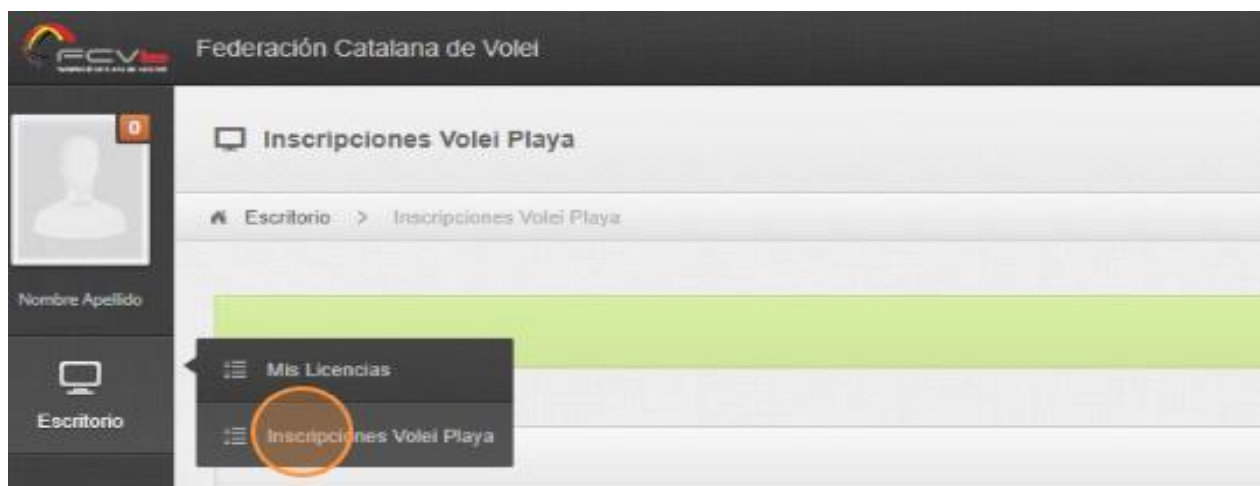 FCVb
Federación Catalana de Volei
0
Inscripciones Volei Playa
Escritorio > Inscripciones Volei Playa
Nombre Apellido
Mis Licencias
Escritorio
Inscripciones Volei Playa